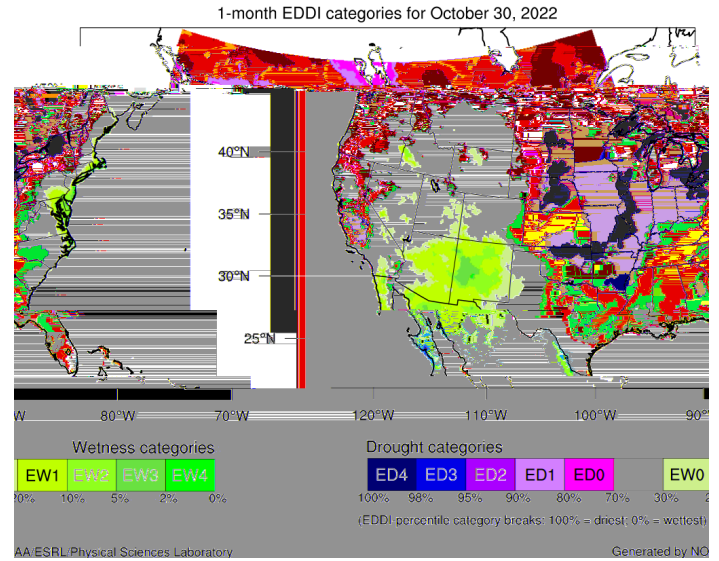 1-month EDDI categories for October 30, 2022
40°N
35°N
30°N
25°N
W 80°W 70°W 120°W 110°W 100°W 90°
Wetness categories Drought categories
EW1 EW2 EW3 EW4 ED4 ED3 ED2 ED1 ED0 EW0
20% 10% 5% 2% 0% 100% 98% 95% 90% 80% 70% 30% 2
(EDDI-percentile category breaks: 100% = driest; 0% = wettest)
AA/ESRL/Physical Sciences Laboratory Generated by NO